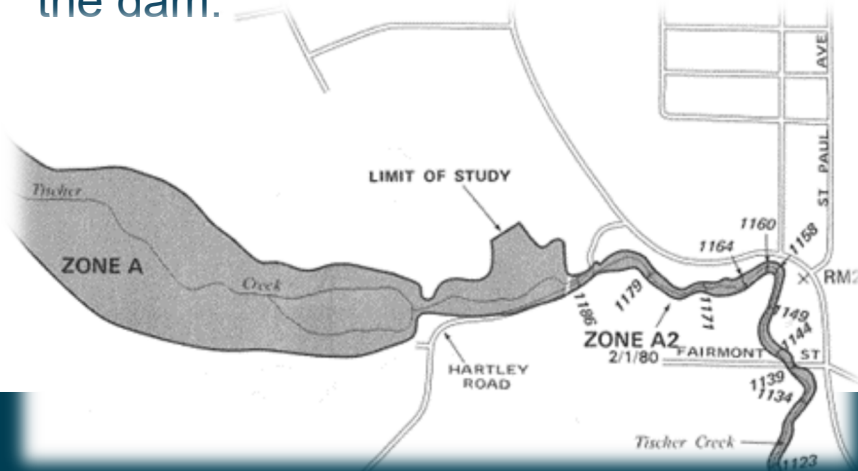 the dam.
AVE
ST PAUL
LIMIT OF STUDY
Tischer
1160
1158
1164
ZONE A
Creek
RM2
1186
1179
1171
1149
ZONE A2
2/1/80
1144
FAIRMONT ST
HARTLEY
ROAD
1139
1134
Tischer Creek
1123